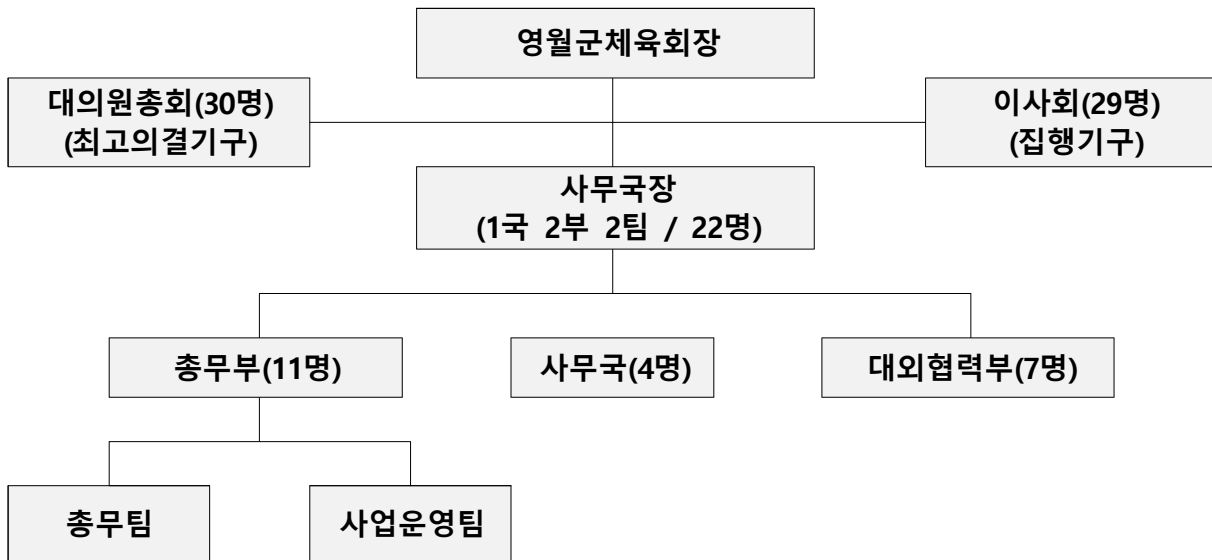 영월군체육회장
대의원총회(30명)
(최고의결기구)
이사회(29명)
(집행기구)
사무국장
(1국 2부 2팀 / 22명)
총무부(11명)
사무국(4명)
대외협력부(7명)
총무팀
사업운영팀